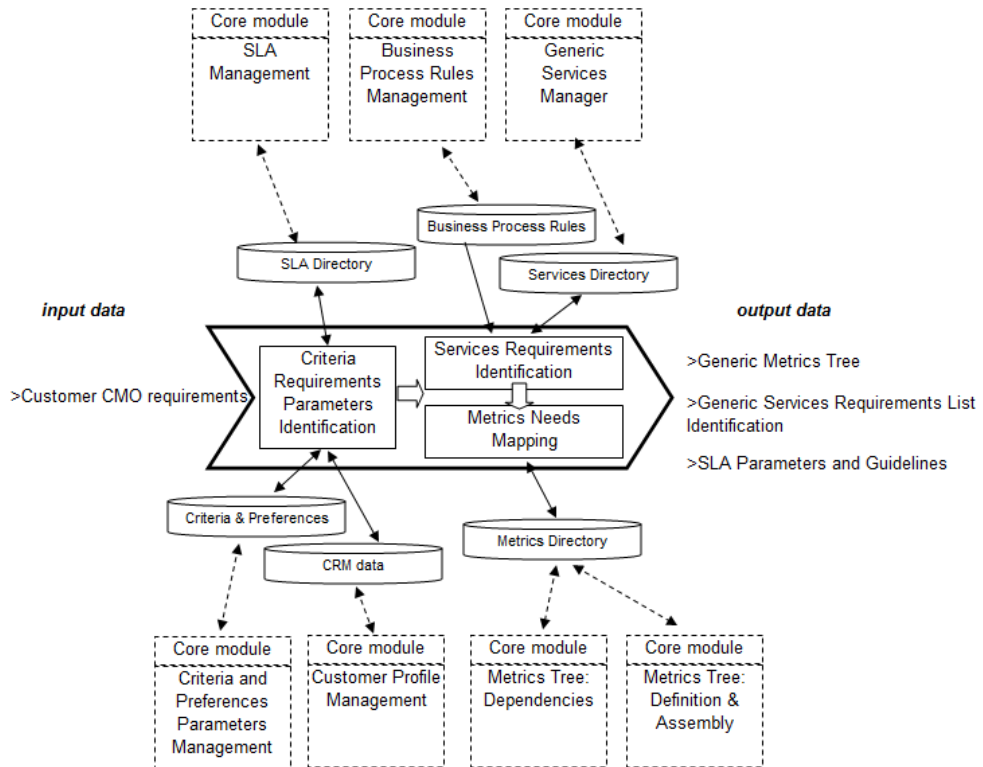 Core module
SLA
Management
Core module
Business
Process Rules
Management
Core module
Generic
Services
Manager
Business Process Rules
SLA Directory
Services Directory
input data
output data
>Customer CMO requirements
Criteria
Requirements
Parameters
Identification
Services Requirements
Identification
Metrics Needs
Mapping
>Generic Metrics Tree
>Generic Services Requirements List
Identification
>SLA Parameters and Guidelines
Criteria & Preferences
CRM data
Metrics Directory
Core module
Criteria and
Preferences
Parameters
Management
Core module
Customer Profile
Management
Core module
Metrics Tree:
Dependencies
Core module
Metrics Tree:
Definition &
Assembly